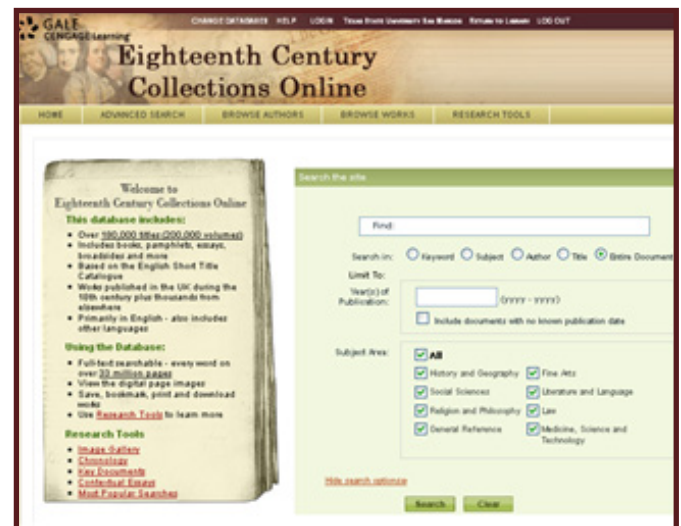 GALE
CENGAGE Learning
CHANGE DATABASES HELP LOGIN Texas State University San Marcos Return to Library LOG OUT
Eighteenth Century
Collections Online
HOME ADVANCED SEARCH BROWSE AUTHORS BROWSE WORKS RESEARCH TOOLS
Welcome to
Eighteenth Century Collections Online
This database includes:
Over 180,000 titles (200,000 volumes)
Includes books, pamphlets, essays,
broadsides and more
Based on the English Short Title
Catalogue
Works published in the UK during the
18th century plus thousands from
elsewhere
Primarily in English - also includes
other languages
Using the Database:
Full-text searchable - every word on
over 33 million pages
View the digital page images
Save, bookmark, print and download
works
Use Research Tools to learn more
Research Tools
Image Gallery
Chronology
Key Documents
Contextual Essays
Most Popular Searches
Search the site
Find:
Search in: Keyword Subject Author Title Entire Document
Limit To:
Year(s) of
Publication: (yyyy - yyyy)
Include documents with no known publication date
Subject Area: All
History and Geography Fine Arts
Social Sciences Literature and Language
Religion and Philosophy Law
General Reference Medicine, Science and
Technology
Hide search options
Search Clear